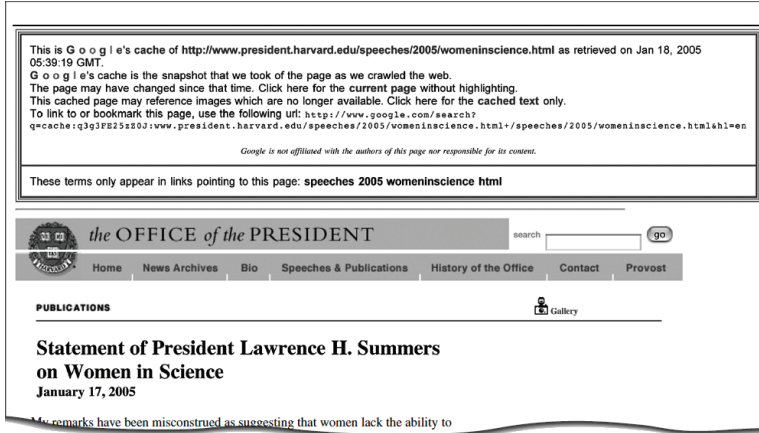 This is G o o g l e's cache of http://www.president.harvard.edu/speeches/2005/womeninscience.html as retrieved on Jan 18, 2005
05:39:19 GMT.
G o o g l e's cache is the snapshot that we took of the page as we crawled the web.
The page may have changed since that time. Click here for the current page without highlighting.
This cached page may reference images which are no longer available. Click here for the cached text only.
To link to or bookmark this page, use the following url: http://www.google.com/search?
q=cache:q3g3FE25zZ0J:www.president.harvard.edu/speeches/2005/womeninscience.html+/speeches/2005/womeninscience.html&hl=en
Google is not affiliated with the authors of this page nor responsible for its content.
These terms only appear in links pointing to this page: speeches 2005 womeninscience html
the OFFICE of the PRESIDENT
search
go
Home News Archives Bio Speeches & Publications History of the Office Contact Provost
PUBLICATIONS
Gallery
Statement of President Lawrence H. Summers
on Women in Science
January 17, 2005
My remarks have been misconstrued as suggesting that women lack the ability to